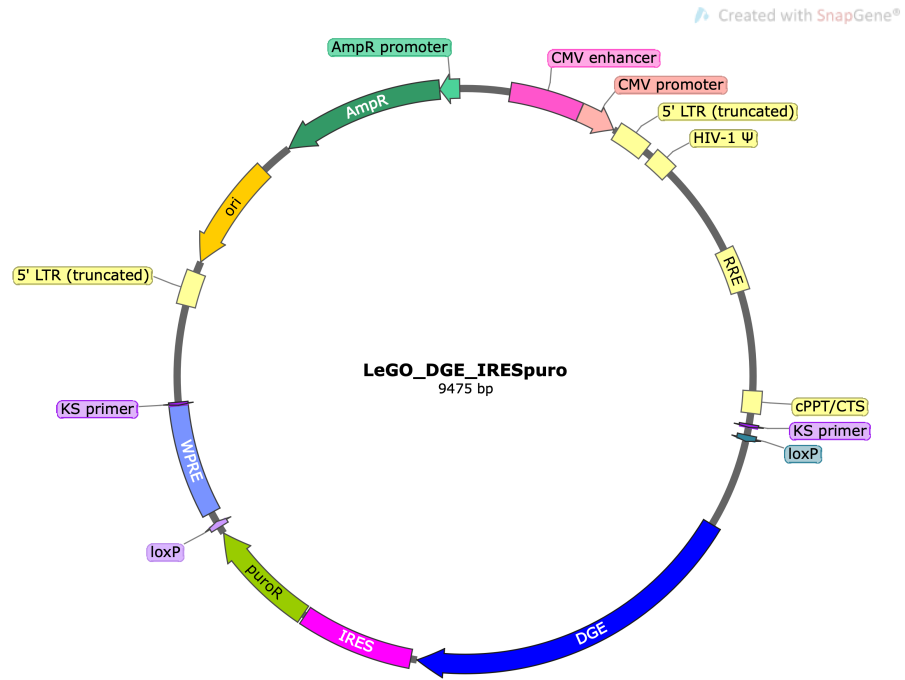 Created with SnapGene®
AmpR promoter
CMV enhancer
CMV promoter
5' LTR (truncated)
HIV-1 Ψ
AmpR
ori
RRE
5' LTR (truncated)
LeGO_DGE_IRESpuro
9475 bp
cPPT/CTS
KS primer
KS primer
loxP
WPRE
loxP
puroR
IRES
DGE